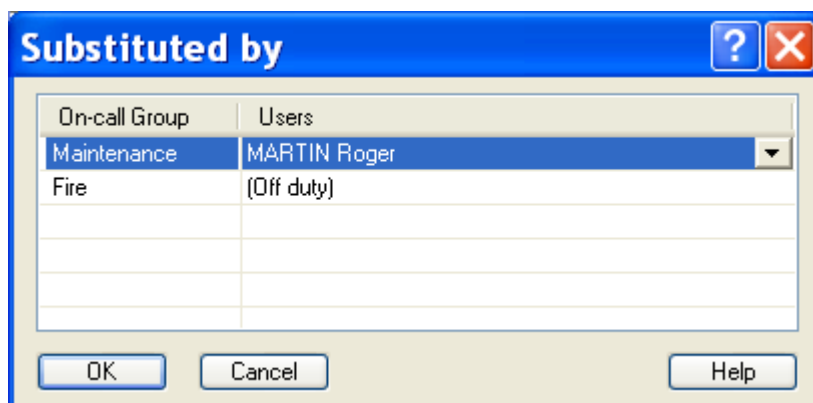 Substituted by ?
On-call Group Users
Maintenance MARTIN Roger
Fire (Off duty)
OK Cancel Help